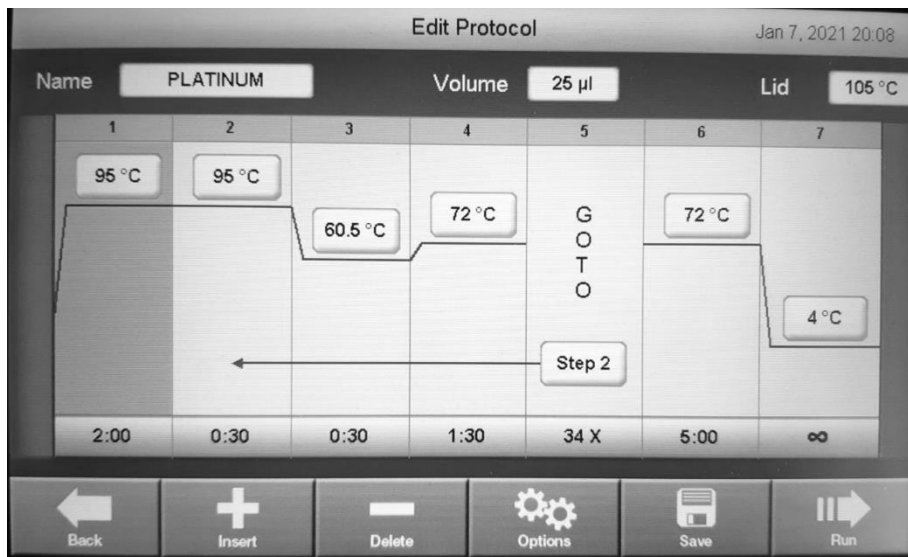 Edit Protocol
Jan 7, 2021 20:08
Name PLATINUM Volume 25 µl Lid 105 °C
1 2 3 4 5 6 7
95 °C 95 °C 60.5 °C 72 °C GOTO 72 °C 4 °C
Step 2
2:00 0:30 0:30 1:30 34 X 5:00 ∞
Back Insert Delete Options Save Run